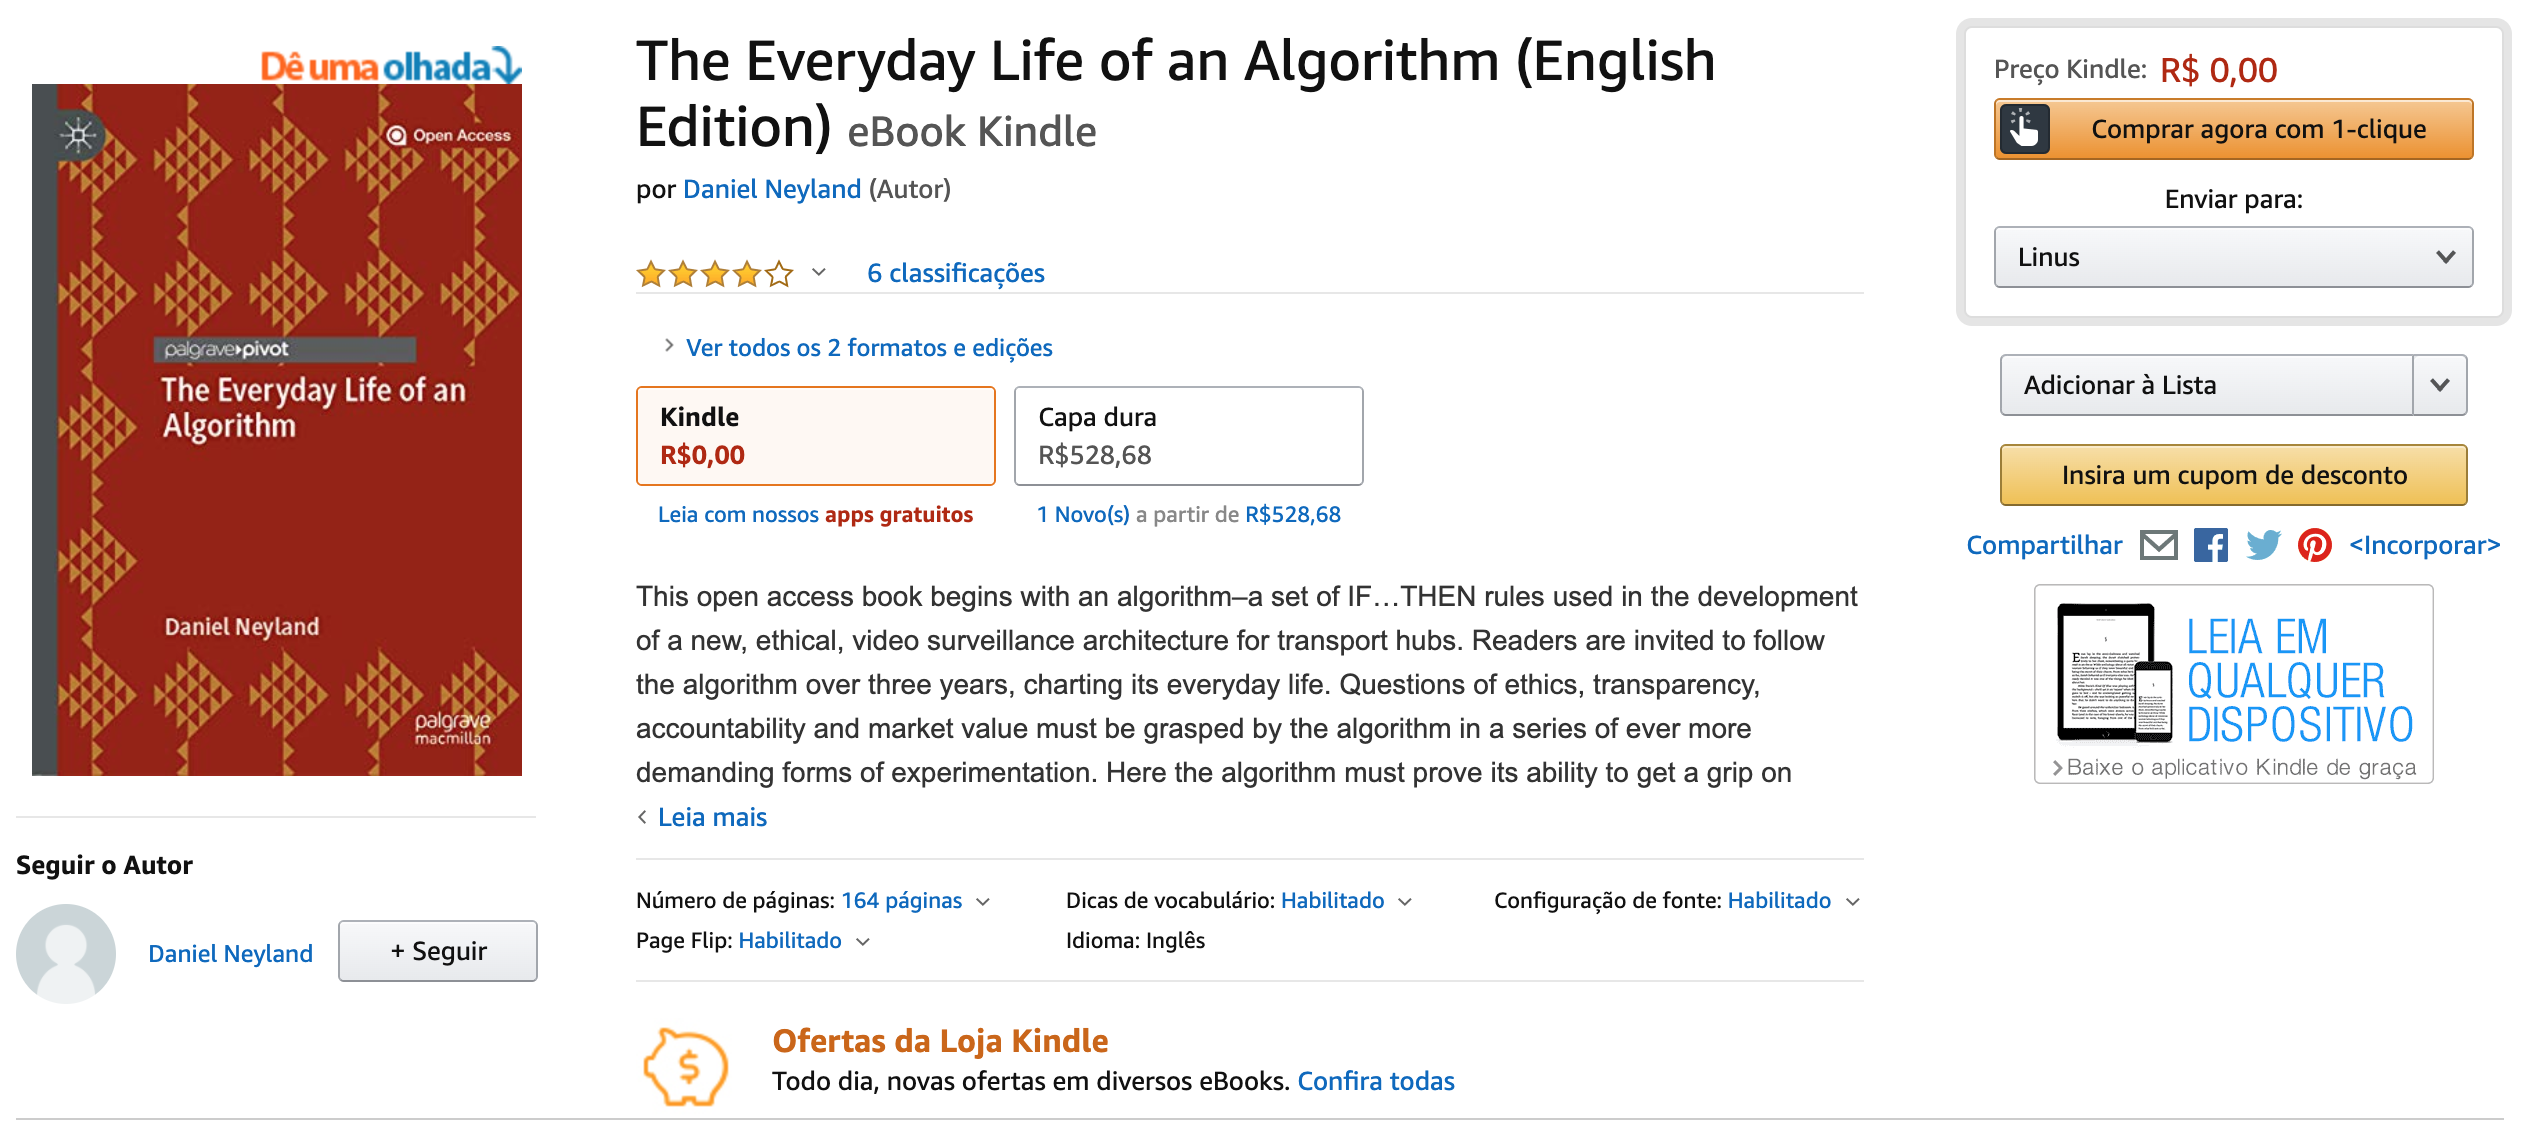 Dê uma olhada
Open Access
palgrave▸pivot
The Everyday Life of an
Algorithm
Daniel Neyland
palgrave
macmillan
Seguir o Autor
Daniel Neyland
+ Seguir
The Everyday Life of an Algorithm (English
Edition) eBook Kindle
por Daniel Neyland (Autor)
6 classificações
Ver todos os 2 formatos e edições
Kindle
R$0,00
Capa dura
R$528,68
Leia com nossos apps gratuitos
1 Novo(s) a partir de R$528,68
This open access book begins with an algorithm–a set of IF…THEN rules used in the development
of a new, ethical, video surveillance architecture for transport hubs. Readers are invited to follow
the algorithm over three years, charting its everyday life. Questions of ethics, transparency,
accountability and market value must be grasped by the algorithm in a series of ever more
demanding forms of experimentation. Here the algorithm must prove its ability to get a grip on
Leia mais
Número de páginas: 164 páginas
Dicas de vocabulário: Habilitado
Configuração de fonte: Habilitado
Page Flip: Habilitado
Idioma: Inglês
Ofertas da Loja Kindle
Todo dia, novas ofertas em diversos eBooks. Confira todas
Preço Kindle: R$ 0,00
Comprar agora com 1-clique
Enviar para:
Linus
Adicionar à Lista
Insira um cupom de desconto
Compartilhar <Incorporar>
LEIA EM
QUALQUER
DISPOSITIVO
Baixe o aplicativo Kindle de graça